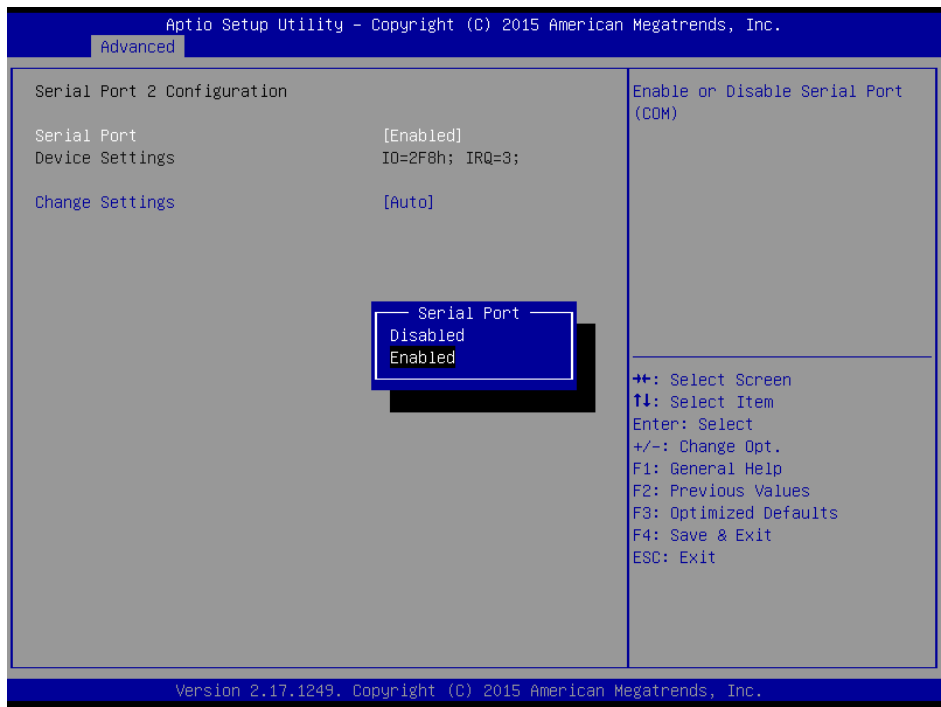 Aptio Setup Utility – Copyright (C) 2015 American Megatrends, Inc.
Advanced
Serial Port 2 Configuration
Serial Port [Enabled]
Device Settings IO=2F8h; IRQ=3;
Change Settings [Auto]
Serial Port
Disabled
Enabled
Enable or Disable Serial Port
(COM)
→←: Select Screen
↑↓: Select Item
Enter: Select
+/-: Change Opt.
F1: General Help
F2: Previous Values
F3: Optimized Defaults
F4: Save & Exit
ESC: Exit
Version 2.17.1249. Copyright (C) 2015 American Megatrends, Inc.